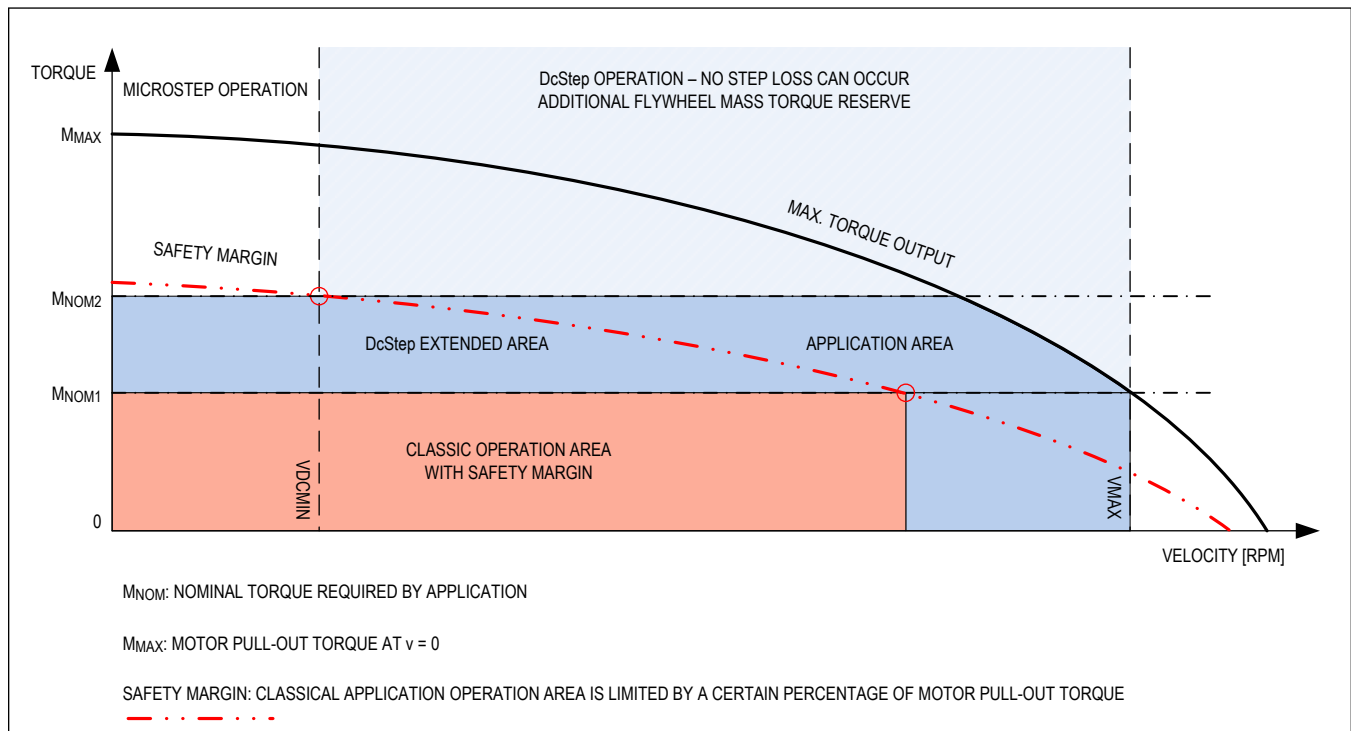 TORQUE
MICROSTEP OPERATION
DcStep OPERATION – NO STEP LOSS CAN OCCUR
ADDITIONAL FLYWHEEL MASS TORQUE RESERVE
MMAX
MAX. TORQUE OUTPUT
SAFETY MARGIN
MNOM2
DcStep EXTENDED AREA
APPLICATION AREA
MNOM1
CLASSIC OPERATION AREA
WITH SAFETY MARGIN
VDCMIN
VMAX
0
VELOCITY [RPM]
MNOM: NOMINAL TORQUE REQUIRED BY APPLICATION
MMAX: MOTOR PULL-OUT TORQUE AT v = 0
SAFETY MARGIN: CLASSICAL APPLICATION OPERATION AREA IS LIMITED BY A CERTAIN PERCENTAGE OF MOTOR PULL-OUT TORQUE